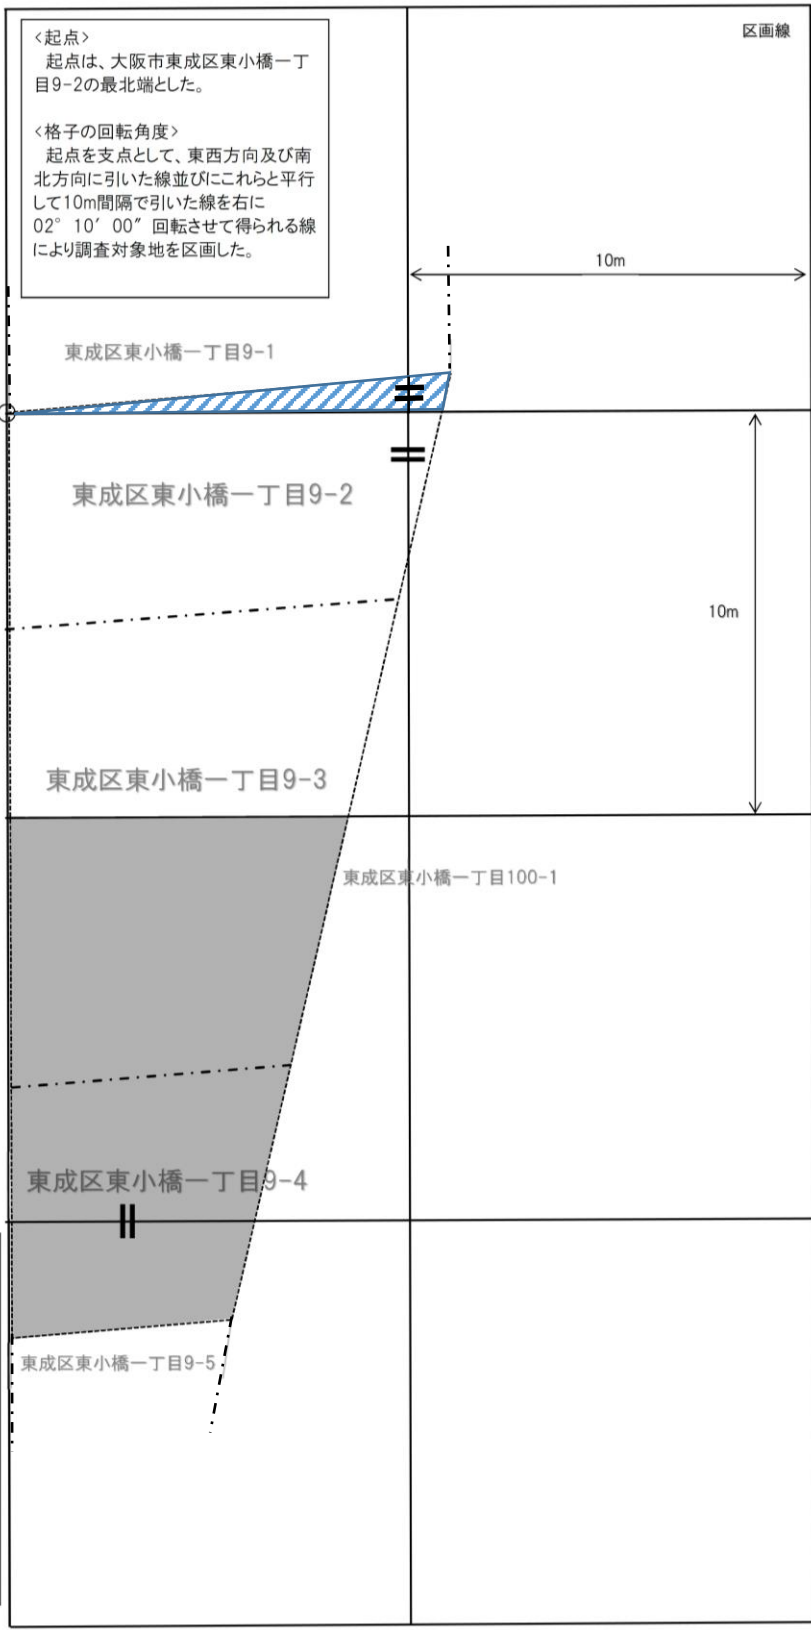 区画線
<起点>
起点は、大阪市東成区東小橋一丁
目9-2の最北端とした。
<格子の回転角度>
起点を支点として、東西方向及び南
北方向に引いた線並びにこれらと平行
して10m間隔で引いた線を右に
02° 10′ 00″ 回転させて得られる線
により調査対象地を区画した。
10m
東成区東小橋一丁目9-1
東成区東小橋一丁目9-2
10m
東成区東小橋一丁目9-3
東成区東小橋一丁目100-1
東成区東小橋一丁目9-4
東成区東小橋一丁目9-5